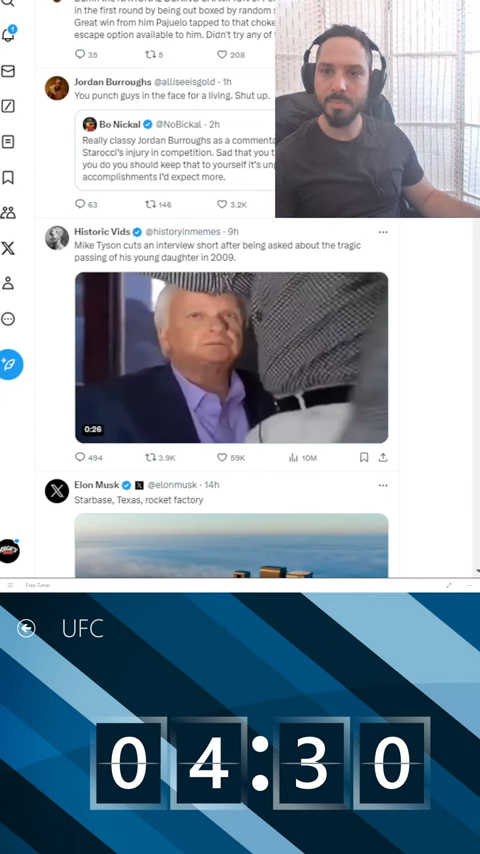 in the first round by being out boxed by random s
Great win from him Pajuelo tapped to that choke
escape option available to him. Didn't try any of t
35 5 208
Jordan Burroughs @alliseeisgold · 1h
You punch guys in the face for a living. Shut up.
Bo Nickal @NoBickal · 2h
Really classy Jordan Burroughs as a commenta
Starocci's injury in competition. Sad that you t
you do you should keep that to yourself it's unp
accomplishments I'd expect more.
63 146 3.2K
Historic Vids @historyinmemes · 9h
Mike Tyson cuts an interview short after being asked about the tragic
passing of his young daughter in 2009.
0:26
494 3.9K 59K 10M
Elon Musk X @elonmusk · 14h
Starbase, Texas, rocket factory
Free Timer
UFC
04:30